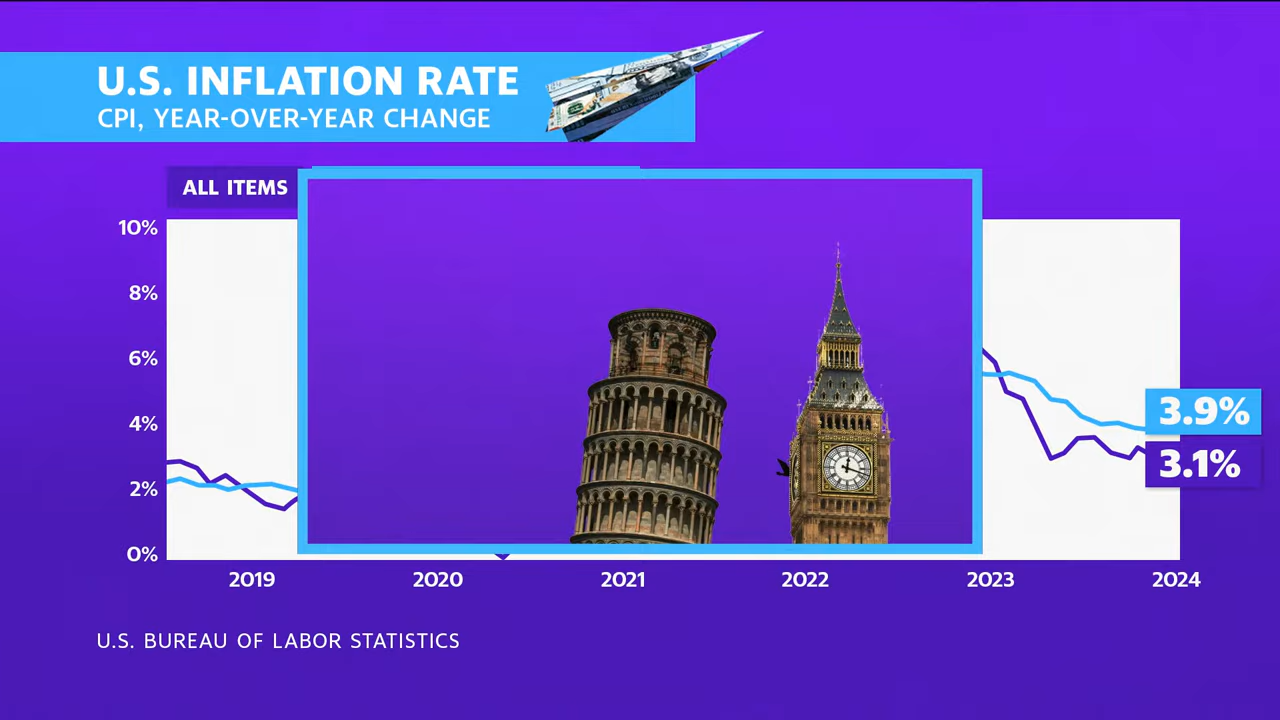 U.S. INFLATION RATE
CPI, YEAR-OVER-YEAR CHANGE
ALL ITEMS
10%
8%
6%
4%
2%
0%
3.9%
3.1%
2019 2020 2021 2022 2023 2024
U.S. BUREAU OF LABOR STATISTICS